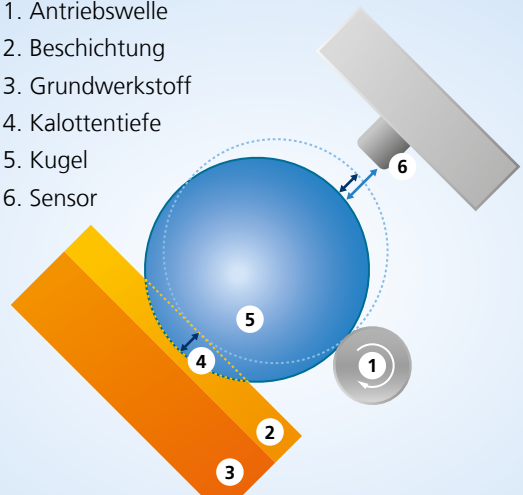 1. Antriebswelle
2. Beschichtung
3. Grundwerkstoff
4. Kalottentiefe
5. Kugel
6. Sensor
6
5
4
1
2
3